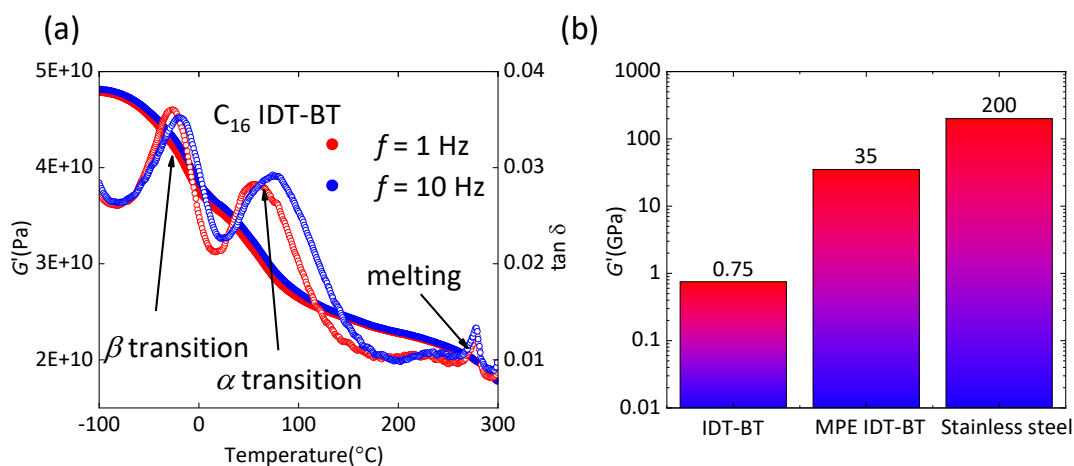 (a)
5E+10
4E+10
3E+10
2E+10
G'(Pa)
C16 IDT-BT
f = 1 Hz
f = 10 Hz
melting
β transition
α transition
0.04
0.03
0.02
0.01
tan δ
-100
0
100
200
300
Temperature(°C)
(b)
1000
100
10
1
0.1
0.01
G'(GPa)
0.75
35
200
IDT-BT
MPE IDT-BT
Stainless steel